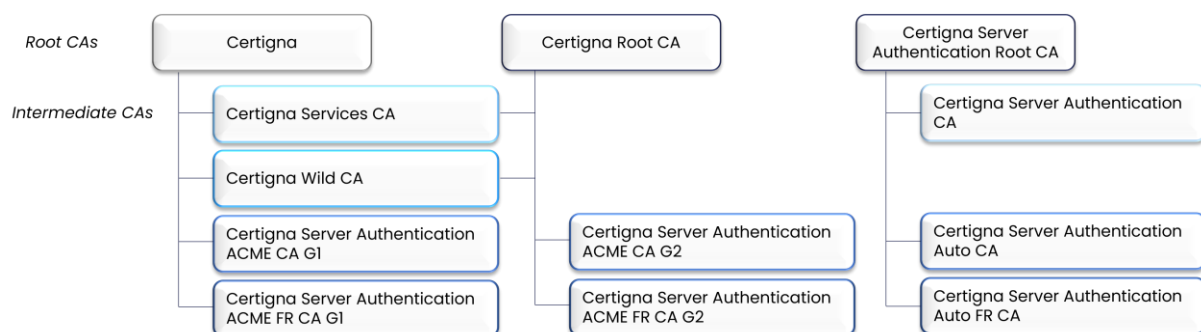 Root CAs
Certigna
Certigna Root CA
Certigna Server
Authentication Root CA
Intermediate CAs
Certigna Services CA
Certigna Server Authentication
CA
Certigna Wild CA
Certigna Server Authentication
ACME CA G1
Certigna Server Authentication
ACME CA G2
Certigna Server Authentication
Auto CA
Certigna Server Authentication
ACME FR CA G1
Certigna Server Authentication
ACME FR CA G2
Certigna Server Authentication
Auto FR CA